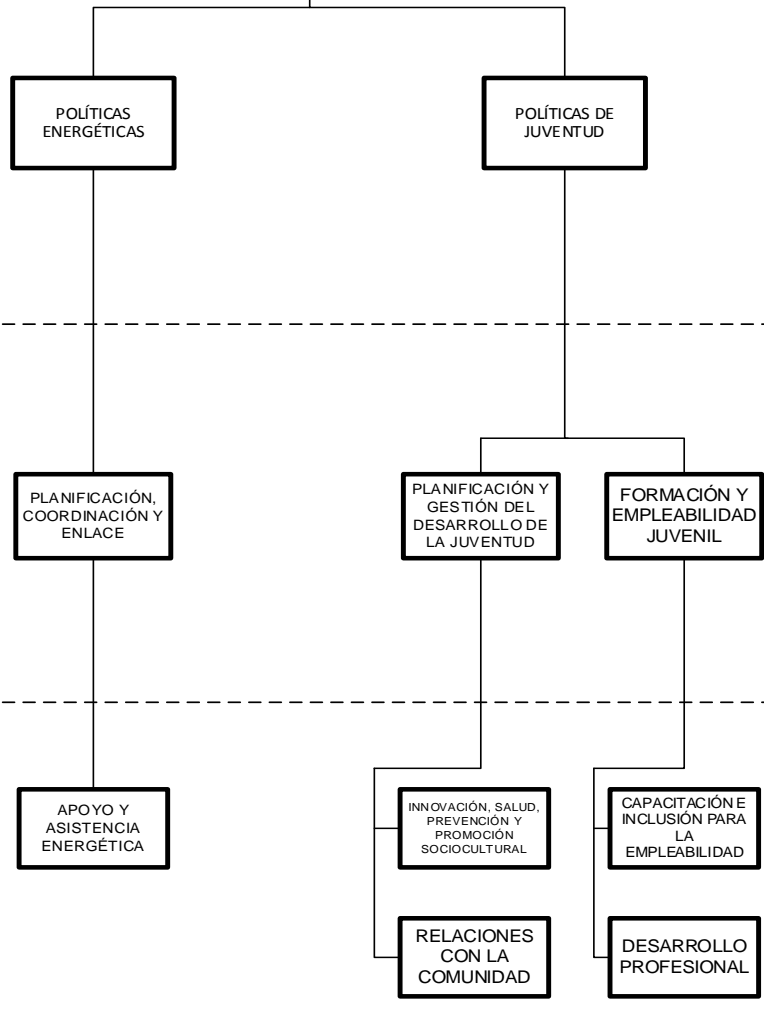 POLÍTICAS
ENERGÉTICAS
POLÍTICAS DE
JUVENTUD
PLANIFICACIÓN,
COORDINACIÓN Y
ENLACE
PLANIFICACIÓN Y
GESTIÓN DEL
DESARROLLO DE
LA JUVENTUD
FORMACIÓN Y
EMPLEABILIDAD
JUVENIL
APOYO Y
ASISTENCIA
ENERGÉTICA
INNOVACIÓN, SALUD,
PREVENCIÓN Y
PROMOCIÓN
SOCIOCULTURAL
CAPACITACIÓN E
INCLUSIÓN PARA
LA
EMPLEABILIDAD
RELACIONES
CON LA
COMUNIDAD
DESARROLLO
PROFESIONAL